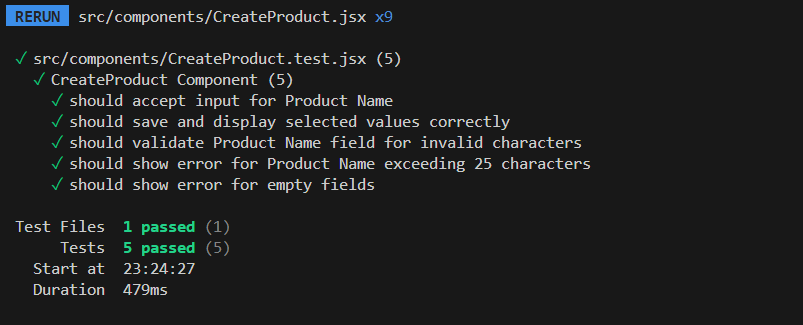 RERUN src/components/CreateProduct.jsx x9
✓ src/components/CreateProduct.test.jsx (5)
✓ CreateProduct Component (5)
✓ should accept input for Product Name
✓ should save and display selected values correctly
✓ should validate Product Name field for invalid characters
✓ should show error for Product Name exceeding 25 characters
✓ should show error for empty fields
Test Files 1 passed (1)
Tests 5 passed (5)
Start at 23:24:27
Duration 479ms